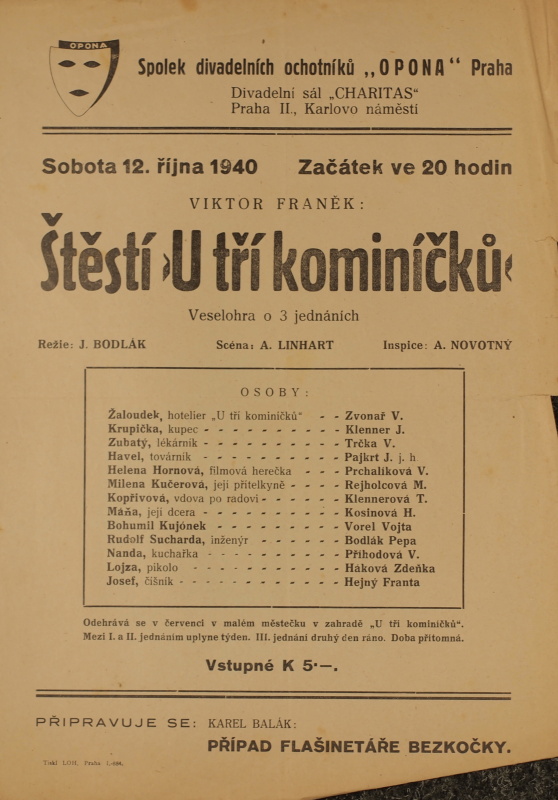 OPONA
Spolek divadelních ochotníků „OPONA" Praha
Divadelní sál „CHARITAS"
Praha II., Karlovo náměstí
Sobota 12. října 1940 Začátek ve 20 hodin
VIKTOR FRANĚK:
Štěstí ›U tří kominíčků‹
Veselohra o 3 jednáních
Režie: J. BODLÁK Scéna: A. LINHART Inspice: A. NOVOTNÝ
OSOBY:
Žaloudek, hotelier „U tří kominíčků" - - Zvonař V.
Krupička, kupec - - - - - - - - - - Klenner J.
Zubatý, lékárník - - - - - - - - - - Trčka V.
Havel, továrník - - - - - - - - - - Pajkrt J. j. h
Helena Hornová, filmová herečka - - - Prchalíková V.
Milena Kučerová, její přítelkyně - - - - Rejholcová M.
Kopřivová, vdova po radovi - - - - - - Klennerová T.
Máňa, její dcera - - - - - - - - - - Kosinová H.
Bohumil Kujónek - - - - - - - - - Vorel Vojta
Rudolf Sucharda, inženýr - - - - - - Bodlák Pepa
Nanda, kuchařka - - - - - - - - - - Příhodová V.
Lojza, pikolo - - - - - - - - - - Háková Zdeňka
Josef, číšník - - - - - - - - - - - - Hejný Franta
Odehrává se v červenci v malém městečku v zahradě „U tří kominíčků".
Mezi I. a II. jednáním uplyne týden. III. jednání druhý den ráno. Doba přítomná.
Vstupné K 5·—.
PŘIPRAVUJE SE: KAREL BALÁK:
PŘÍPAD FLAŠINETÁŘE BEZKOČKY.